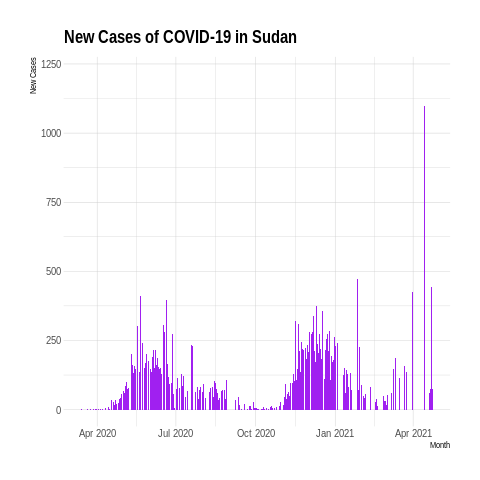 New Cases of COVID-19 in Sudan
New Cases
1250
1000
750
500
250
0
Apr 2020
Jul 2020
Oct 2020
Jan 2021
Apr 2021
Month